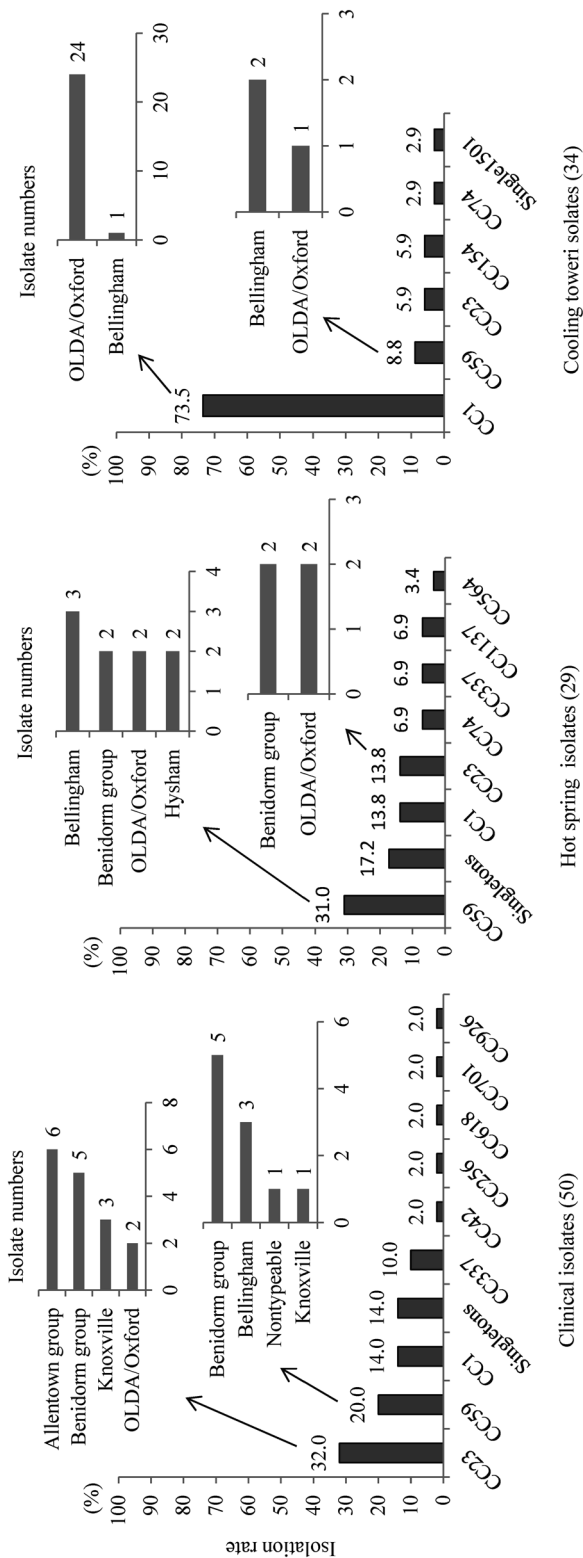 Isolation rate
(%)
100
90
80
70
60
50
40
30
20
10
0
32.0
20.0
14.0
14.0
10.0
2.0
2.0
2.0
2.0
2.0
CC23
CC59
CC1
Singletons
CC337
CC42
CC256
CC618
CC701
CC926
Clinical isolates (50)
Isolate numbers
Allentown group
Benidorm group
Knoxville
OLDA/Oxford
6
5
3
2
0
2
4
6
8
Benidorm group
Bellingham
Nontypeable
Knoxville
5
3
1
1
0
2
4
6
(%)
100
90
80
70
60
50
40
30
20
10
0
31.0
17.2
13.8
13.8
6.9
6.9
6.9
3.4
CC59
Singletons
CC1
CC23
CC74
CC337
CC1137
CC564
Hot spring isolates (29)
Isolate numbers
Bellingham
Benidorm group
OLDA/Oxford
Hysham
3
2
2
2
0
1
2
3
4
Benidorm group
OLDA/Oxford
2
2
0
1
2
3
(%)
100
90
80
70
60
50
40
30
20
10
0
73.5
8.8
5.9
5.9
2.9
2.9
CC1
CC59
CC23
CC154
CC74
Single1501
Cooling toweri solates (34)
Isolate numbers
OLDA/Oxford
Bellingham
24
1
0
10
20
30
Bellingham
OLDA/Oxford
2
1
0
1
2
3